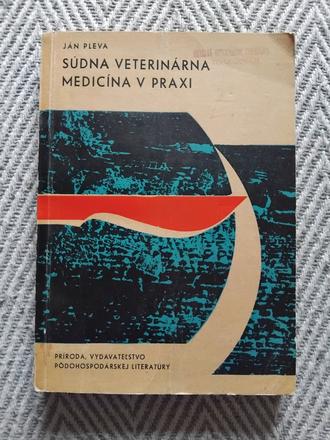 JÁN PLEVA
SÚDNA VETERINÁRNA
MEDICÍNA V PRAXI
PRÍRODA, VYDAVATEĽSTVO
PÔDOHOSPODÁRSKEJ LITERATÚRY